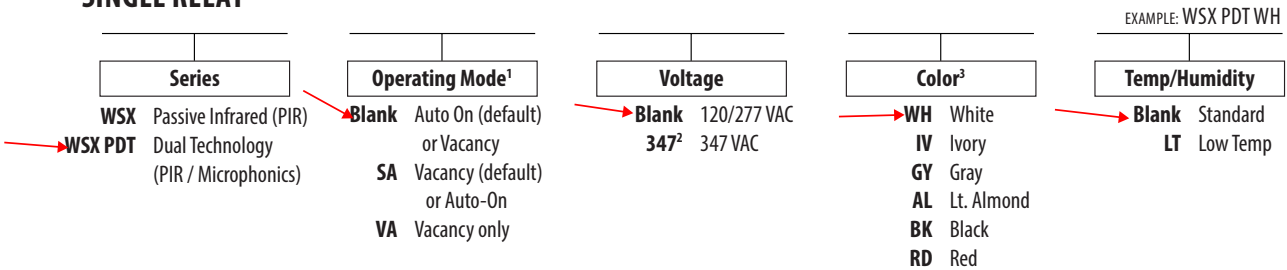 SINGLE RELAY
EXAMPLE: WSX PDT WH
Series
WSX Passive Infrared (PIR)
WSX PDT Dual Technology
(PIR / Microphonics)
Operating Mode¹
Blank Auto On (default)
or Vacancy
SA Vacancy (default)
or Auto-On
VA Vacancy only
Voltage
Blank 120/277 VAC
347² 347 VAC
Color³
WH White
IV Ivory
GY Gray
AL Lt. Almond
BK Black
RD Red
Temp/Humidity
Blank Standard
LT Low Temp